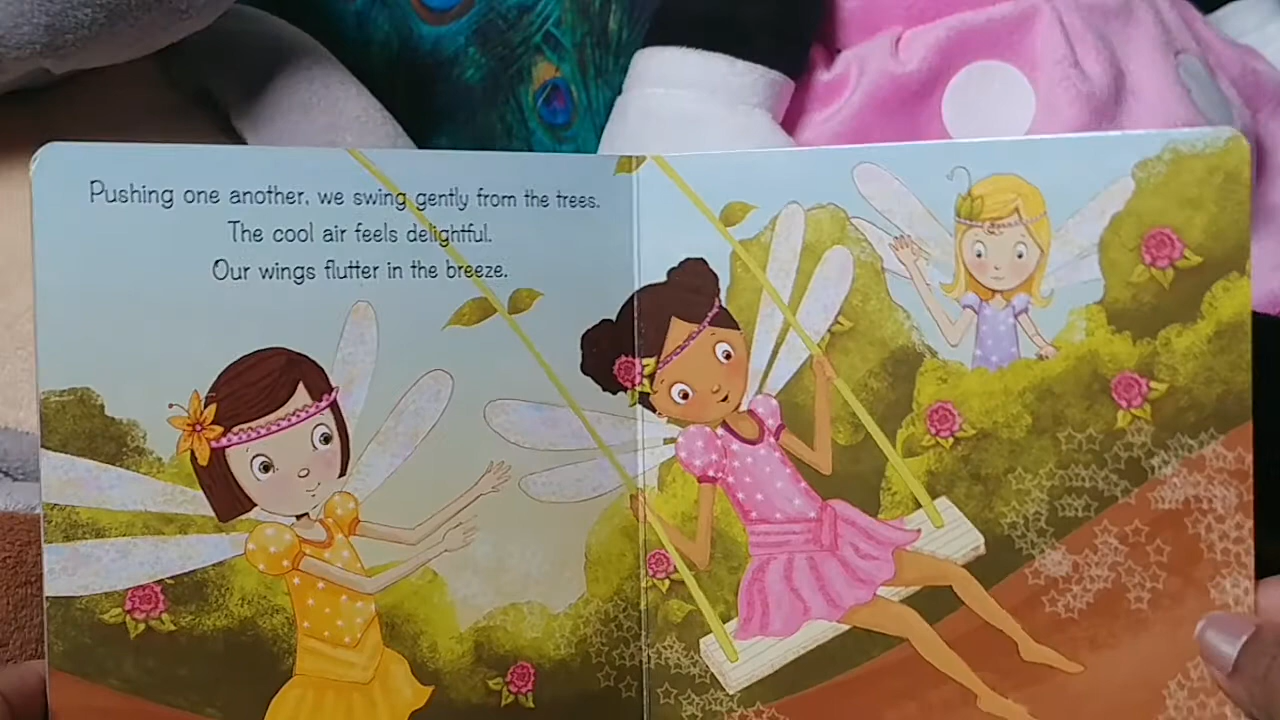 Pushing one another, we swing gently from the trees.
The cool air feels delightful.
Our wings flutter in the breeze.